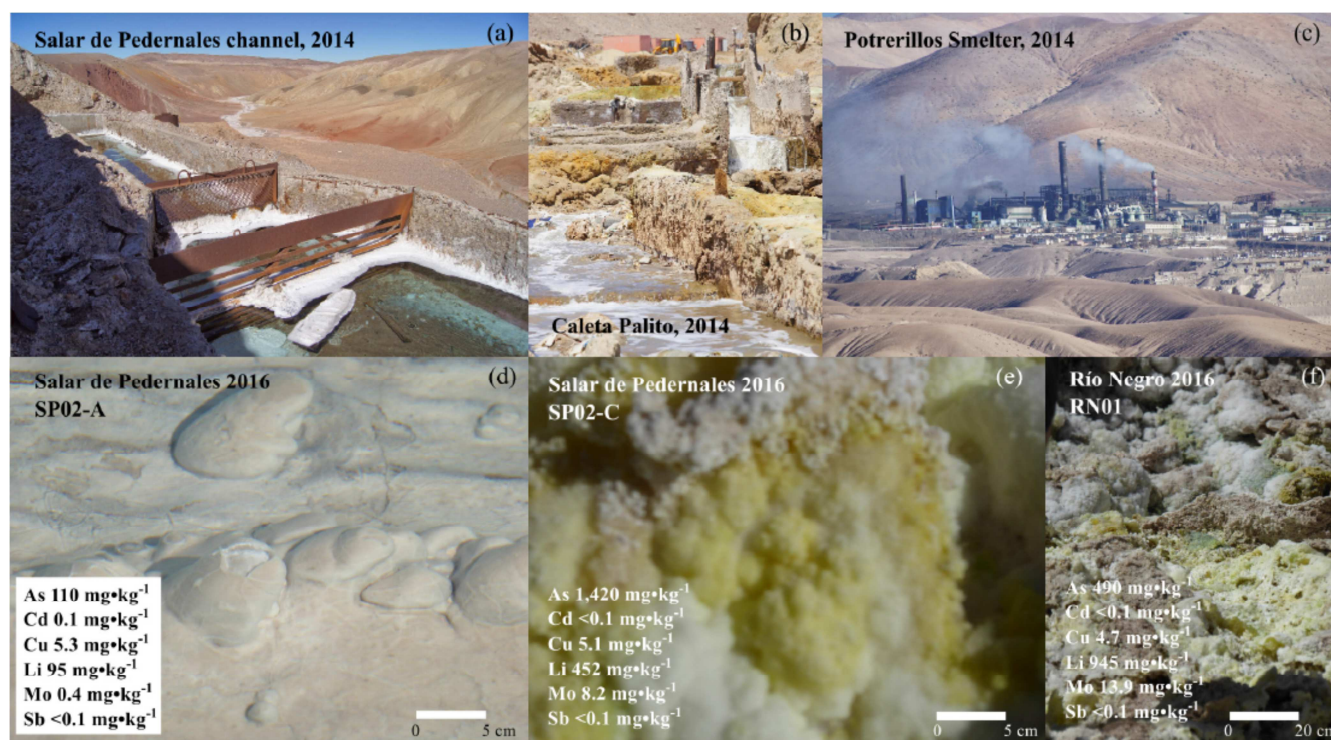 Salar de Pedernales channel, 2014
(a)
(b)
Caleta Palito, 2014
Potrerillos Smelter, 2014
(c)
Salar de Pedernales 2016
SP02-A
(d)
As 110 mg•kg⁻¹
Cd 0.1 mg•kg⁻¹
Cu 5.3 mg•kg⁻¹
Li 95 mg•kg⁻¹
Mo 0.4 mg•kg⁻¹
Sb <0.1 mg•kg⁻¹
5 cm
Salar de Pedernales 2016
SP02-C
(e)
As 1,420 mg•kg⁻¹
Cd <0.1 mg•kg⁻¹
Cu 5.1 mg•kg⁻¹
Li 452 mg•kg⁻¹
Mo 8.2 mg•kg⁻¹
Sb <0.1 mg•kg⁻¹
0 5 cm
Río Negro 2016
RN01
(f)
As 490 mg•kg⁻¹
Cd <0.1 mg•kg⁻¹
Cu 4.7 mg•kg⁻¹
Li 945 mg•kg⁻¹
Mo 13.9 mg•kg⁻¹
Sb <0.1 mg•kg⁻¹
0 20 cm